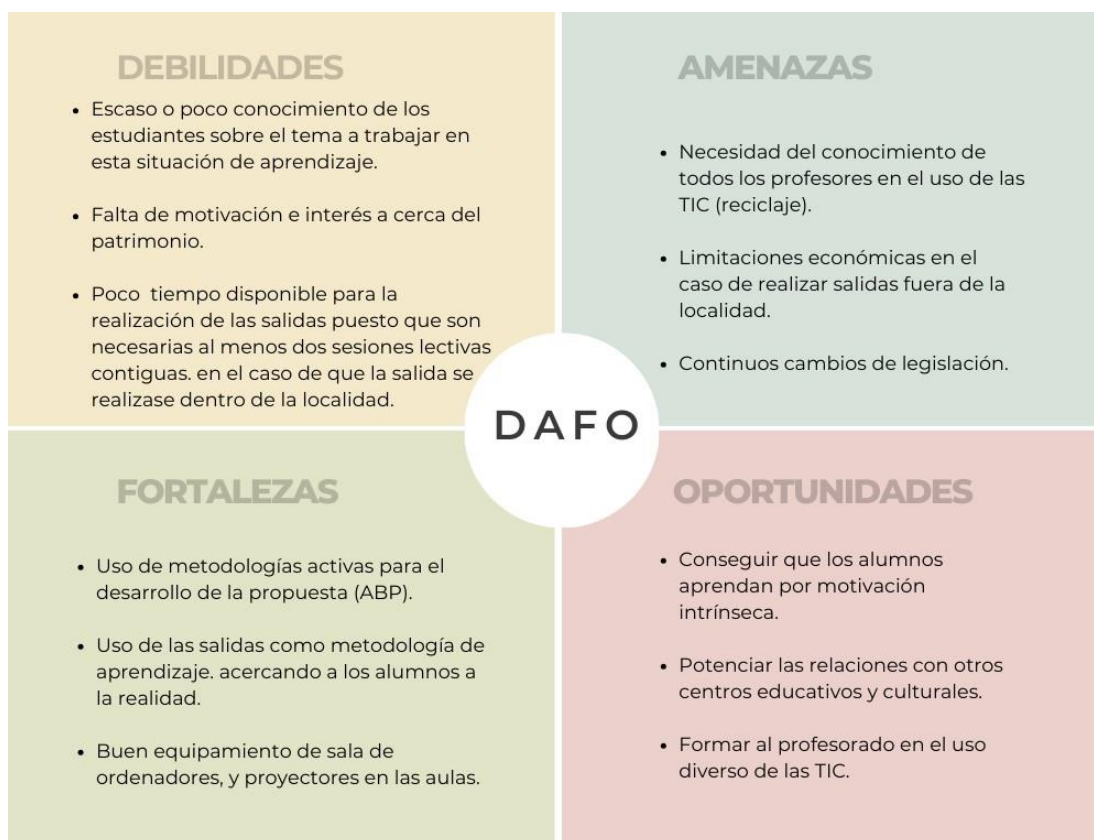 DEBILIDADES
• Escaso o poco conocimiento de los
estudiantes sobre el tema a trabajar en
esta situación de aprendizaje.
• Falta de motivación e interés a cerca del
patrimonio.
• Poco tiempo disponible para la
realización de las salidas puesto que son
necesarias al menos dos sesiones lectivas
contiguas. en el caso de que la salida se
realizase dentro de la localidad.
AMENAZAS
• Necesidad del conocimiento de
todos los profesores en el uso de las
TIC (reciclaje).
• Limitaciones económicas en el
caso de realizar salidas fuera de la
localidad.
• Continuos cambios de legislación.
DAFO
FORTALEZAS
• Uso de metodologías activas para el
desarrollo de la propuesta (ABP).
• Uso de las salidas como metodología de
aprendizaje. acercando a los alumnos a
la realidad.
• Buen equipamiento de sala de
ordenadores, y proyectores en las aulas.
OPORTUNIDADES
• Conseguir que los alumnos
aprendan por motivación
intrínseca.
• Potenciar las relaciones con otros
centros educativos y culturales.
• Formar al profesorado en el uso
diverso de las TIC.